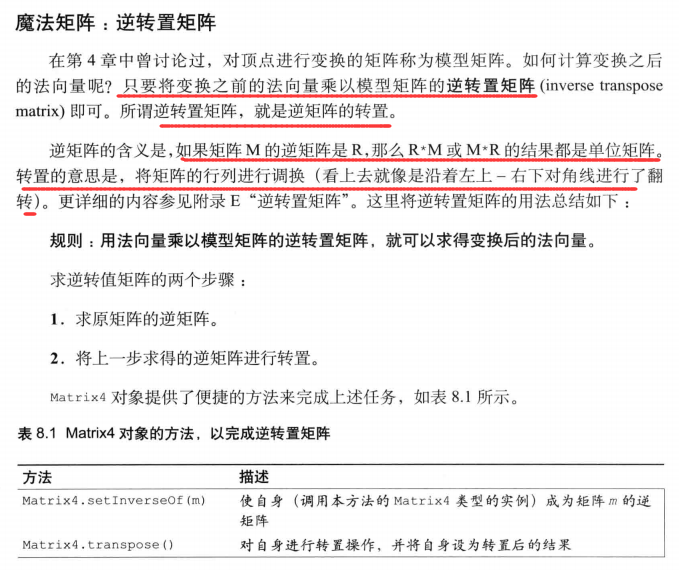 魔法矩阵：逆转置矩阵
在第 4 章中曾讨论过，对顶点进行变换的矩阵称为模型矩阵。如何计算变换之后
的法向量呢？只要将变换之前的法向量乘以模型矩阵的逆转置矩阵 (inverse transpose
matrix) 即可。所谓逆转置矩阵，就是逆矩阵的转置。
逆矩阵的含义是，如果矩阵 M 的逆矩阵是 R，那么 R*M 或 M*R 的结果都是单位矩阵。
转置的意思是，将矩阵的行列进行调换（看上去就像是沿着左上 – 右下对角线进行了翻
转）。更详细的内容参见附录 E “逆转置矩阵”。这里将逆转置矩阵的用法总结如下：
规则：用法向量乘以模型矩阵的逆转置矩阵，就可以求得变换后的法向量。
求逆转值矩阵的两个步骤：
1．求原矩阵的逆矩阵。
2．将上一步求得的逆矩阵进行转置。
Matrix4 对象提供了便捷的方法来完成上述任务，如表 8.1 所示。
表 8.1 Matrix4 对象的方法，以完成逆转置矩阵
方法 描述
Matrix4.setInverseOf(m) 使自身（调用本方法的 Matrix4 类型的实例）成为矩阵 m 的逆
矩阵
Matrix4.transpose() 对自身进行转置操作，并将自身设为转置后的结果